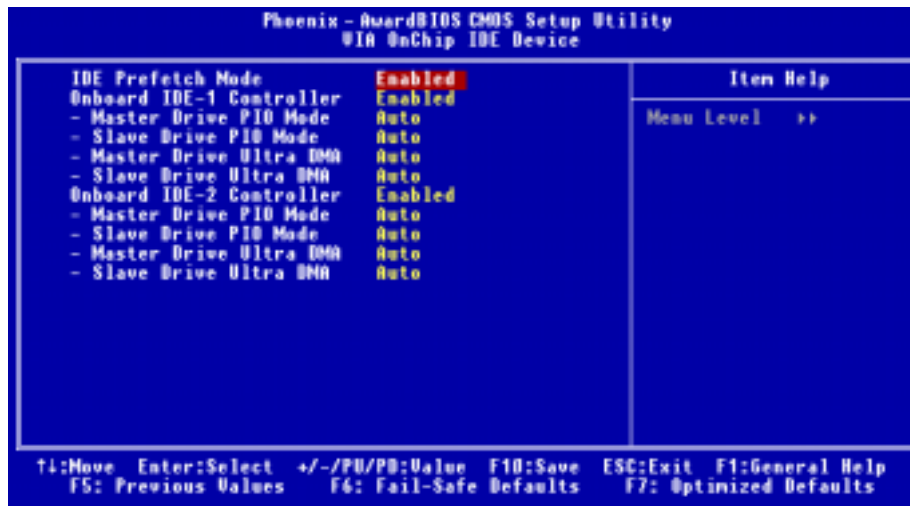 Phoenix - AwardBIOS CMOS Setup Utility
VIA OnChip IDE Device
IDE Prefetch Mode Enabled
Onboard IDE-1 Controller Enabled
- Master Drive PIO Mode Auto
- Slave Drive PIO Mode Auto
- Master Drive Ultra DMA Auto
- Slave Drive Ultra DMA Auto
Onboard IDE-2 Controller Enabled
- Master Drive PIO Mode Auto
- Slave Drive PIO Mode Auto
- Master Drive Ultra DMA Auto
- Slave Drive Ultra DMA Auto
Item Help
Menu Level ▸▸
↑↓:Move Enter:Select +/-/PU/PD:Value F10:Save ESC:Exit F1:General Help
F5: Previous Values F6: Fail-Safe Defaults F7: Optimized Defaults